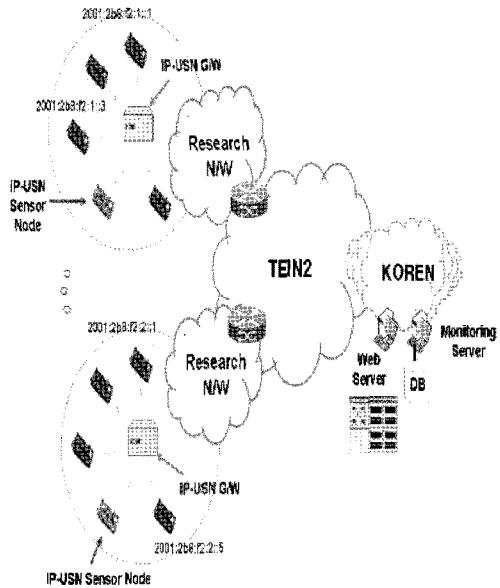 2001:2b8:f2:1::1
IP-USN G/W
2001:2b8:f2:1::3
Research
N/W
IP-USN
Sensor
Node
TEIN2
KOREN
2001:2b8:f2:2::1
Monitoring
Server
Web
Server
DB
Research
N/W
IP-USN G/W
2001:2b8:f2:2::5
IP-USN Sensor Node